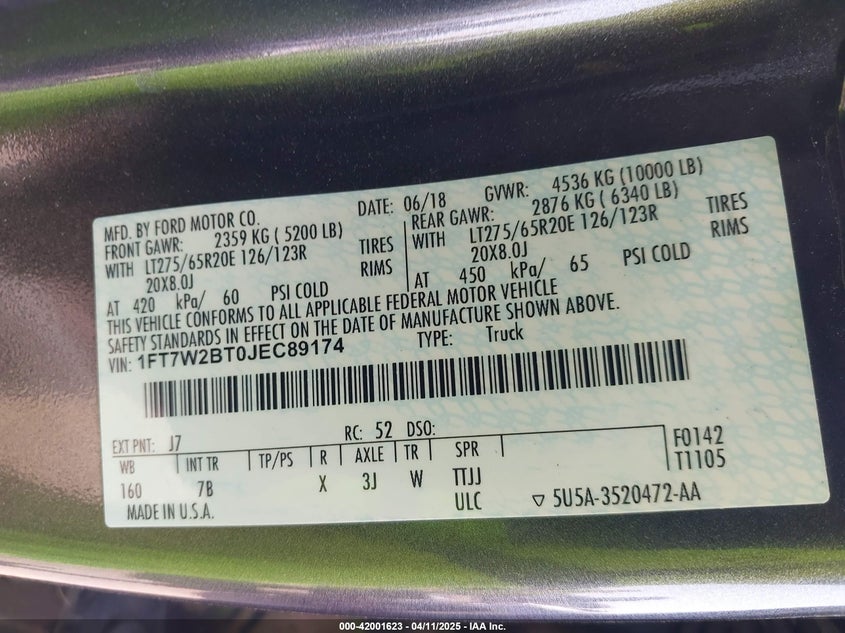 MFD. BY FORD MOTOR CO.
DATE: 06/18
GVWR: 4536 KG (10000 LB)
FRONT GAWR: 2359 KG ( 5200 LB)
REAR GAWR: 2876 KG ( 6340 LB)
WITH LT275/65R20E 126/123R TIRES
WITH LT275/65R20E 126/123R TIRES
20X8.0J RIMS
20X8.0J RIMS
AT 420 kPa/ 60 PSI COLD
AT 450 kPa/ 65 PSI COLD
THIS VEHICLE CONFORMS TO ALL APPLICABLE FEDERAL MOTOR VEHICLE
SAFETY STANDARDS IN EFFECT ON THE DATE OF MANUFACTURE SHOWN ABOVE.
VIN: 1FT7W2BT0JEC89174
TYPE: Truck
EXT PNT: J7 RC: 52 DSO:
WB INT TR TP/PS R AXLE TR SPR F0142
160 7B X 3J W TTJJ T1105
ULC
MADE IN U.S.A.
▽ 5U5A-3520472-AA
000-42001623 - 04/11/2025 - IAA Inc.